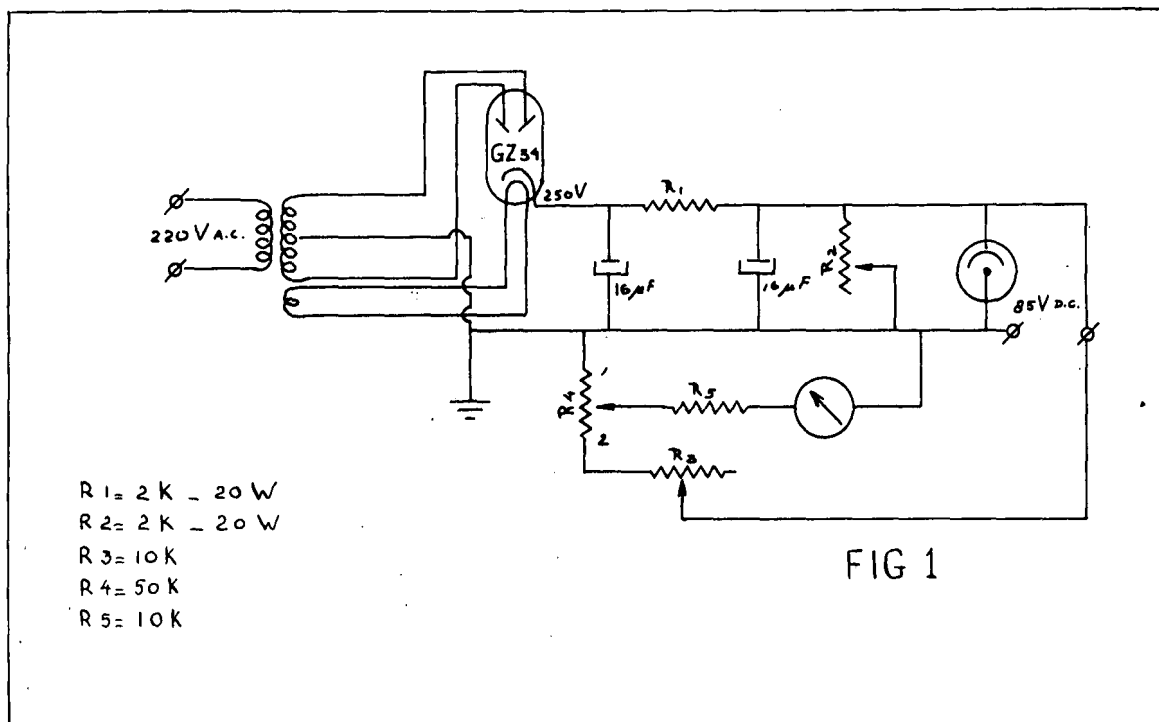 GZ34
250V
R1
220V A.C.
R2
16μF
16μF
85V D.C.
1
R4
R5
2
R3
R1= 2K - 20W
R2= 2K - 20W
R3= 10K
R4= 50K
R5= 10K
FIG 1